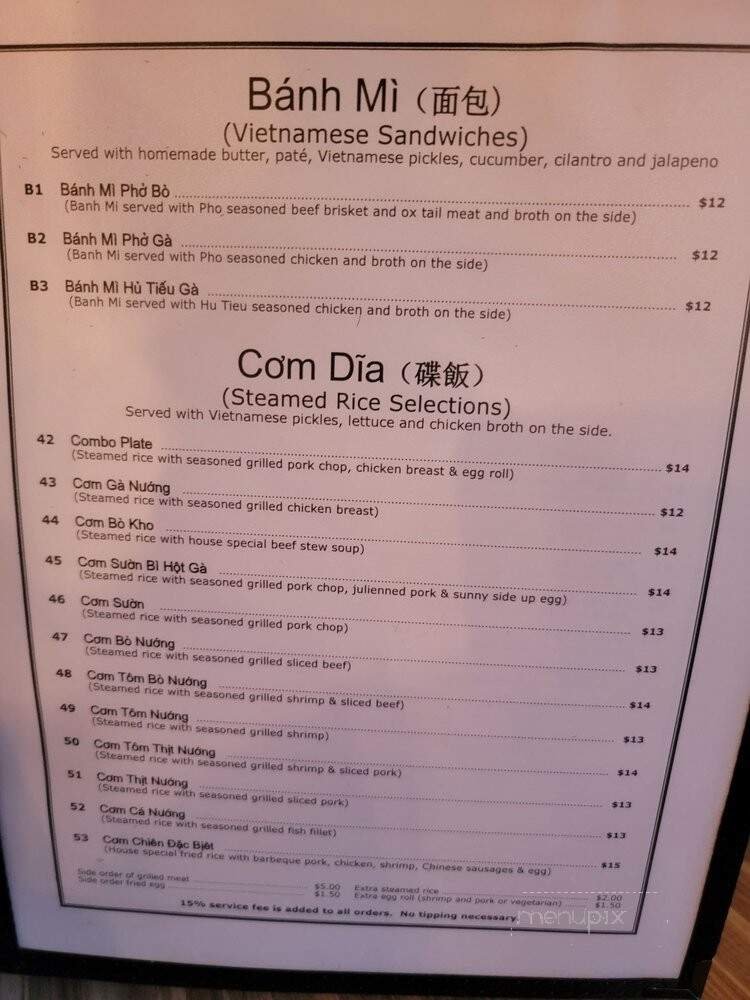 Bánh Mì (面包)
(Vietnamese Sandwiches)
Served with homemade butter, paté, Vietnamese pickles, cucumber, cilantro and jalapeno
B1 Bánh Mì Phở Bò $12
(Banh Mi served with Pho seasoned beef brisket and ox tail meat and broth on the side)
B2 Bánh Mì Phở Gà $12
(Banh Mi served with Pho seasoned chicken and broth on the side)
B3 Bánh Mì Hủ Tiếu Gà $12
(Banh Mi served with Hu Tieu seasoned chicken and broth on the side)
Cơm Dĩa (碟飯)
(Steamed Rice Selections)
Served with Vietnamese pickles, lettuce and chicken broth on the side.
42 Combo Plate $14
(Steamed rice with seasoned grilled pork chop, chicken breast & egg roll)
43 Cơm Gà Nướng $12
(Steamed rice with seasoned grilled chicken breast)
44 Cơm Bò Kho $14
(Steamed rice with house special beef stew soup)
45 Cơm Sườn Bì Hột Gà $14
(Steamed rice with seasoned grilled pork chop, julienned pork & sunny side up egg)
46 Cơm Sườn $13
(Steamed rice with seasoned grilled pork chop)
47 Cơm Bò Nướng $13
(Steamed rice with seasoned grilled sliced beef)
48 Cơm Tôm Bò Nướng $14
(Steamed rice with seasoned grilled shrimp & sliced beef)
49 Cơm Tôm Nướng $13
(Steamed rice with seasoned grilled shrimp)
50 Cơm Tôm Thịt Nướng $14
(Steamed rice with seasoned grilled shrimp & sliced pork)
51 Cơm Thịt Nướng $13
(Steamed rice with seasoned grilled sliced pork)
52 Cơm Cá Nướng $13
(Steamed rice with seasoned grilled fish fillet)
53 Cơm Chiên Đặc Biệt $15
(House special fried rice with barbeque pork, chicken, shrimp, Chinese sausages & egg)
Side order of grilled meat $5.00 Extra steamed rice $2.00
Side order fried egg $1.50 Extra egg roll (shrimp and pork or vegetarian) $1.50
15% service fee is added to all orders. No tipping necessary.
menupix